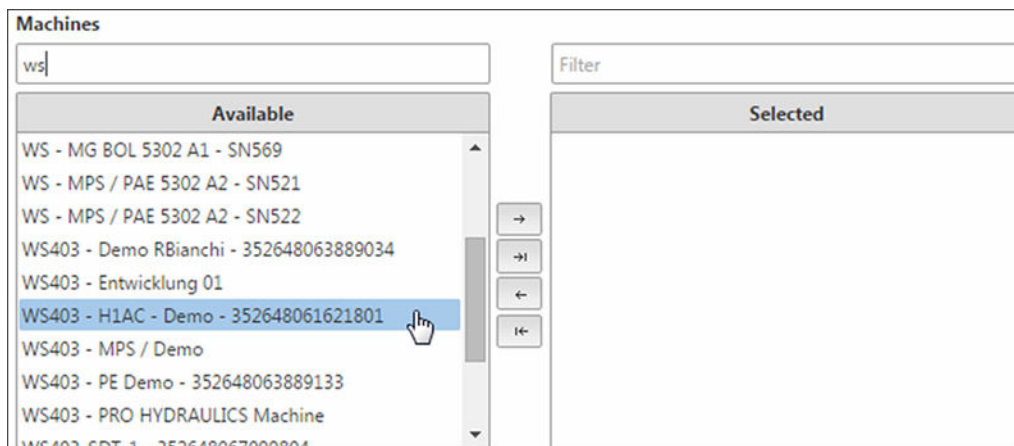 Machines
ws
Filter
Available
Selected
WS - MG BOL 5302 A1 - SN569
WS - MPS / PAE 5302 A2 - SN521
WS - MPS / PAE 5302 A2 - SN522
WS403 - Demo RBianchi - 352648063889034
WS403 - Entwicklung 01
WS403 - H1AC - Demo - 352648061621801
WS403 - MPS / Demo
WS403 - PE Demo - 352648063889133
WS403 - PRO HYDRAULICS Machine